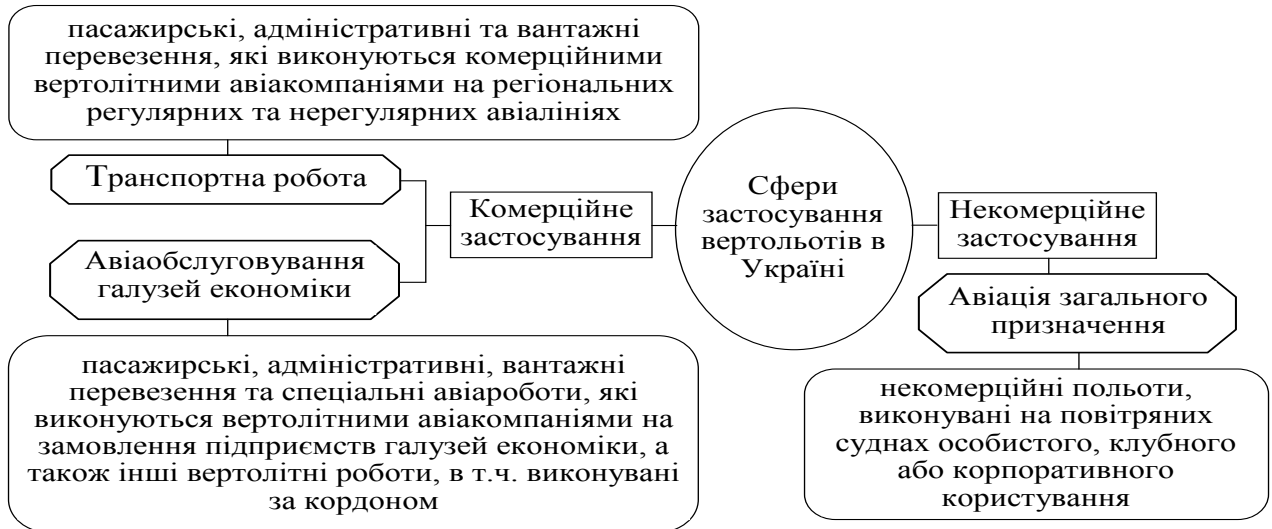 пасажирські, адміністративні та вантажні
перевезення, які виконуються комерційними
вертолітними авіакомпаніями на регіональних
регулярних та нерегулярних авіалініях
Транспортна робота
Комерційне
застосування
Авіаобслуговування
галузей економіки
пасажирські, адміністративні, вантажні
перевезення та спеціальні авіароботи, які
виконуються вертолітними авіакомпаніями на
замовлення підприємств галузей економіки, а
також інші вертолітні роботи, в т.ч. виконувані
за кордоном
Сфери
застосування
вертольотів в
Україні
Некомерційне
застосування
Авіація загального
призначення
некомерційні польоти,
виконувані на повітряних
суднах особистого, клубного
або корпоративного
користування